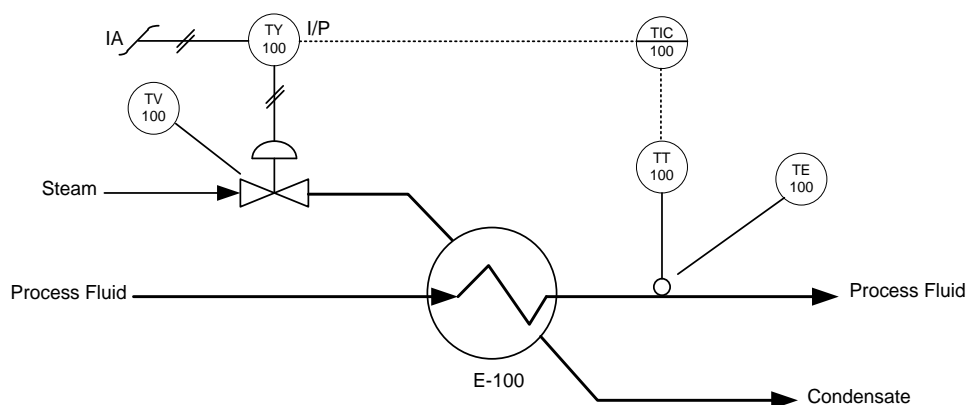 IA
TY
100
I/P
TIC
100
TV
100
TT
100
TE
100
Steam
Process Fluid
Process Fluid
E-100
Condensate